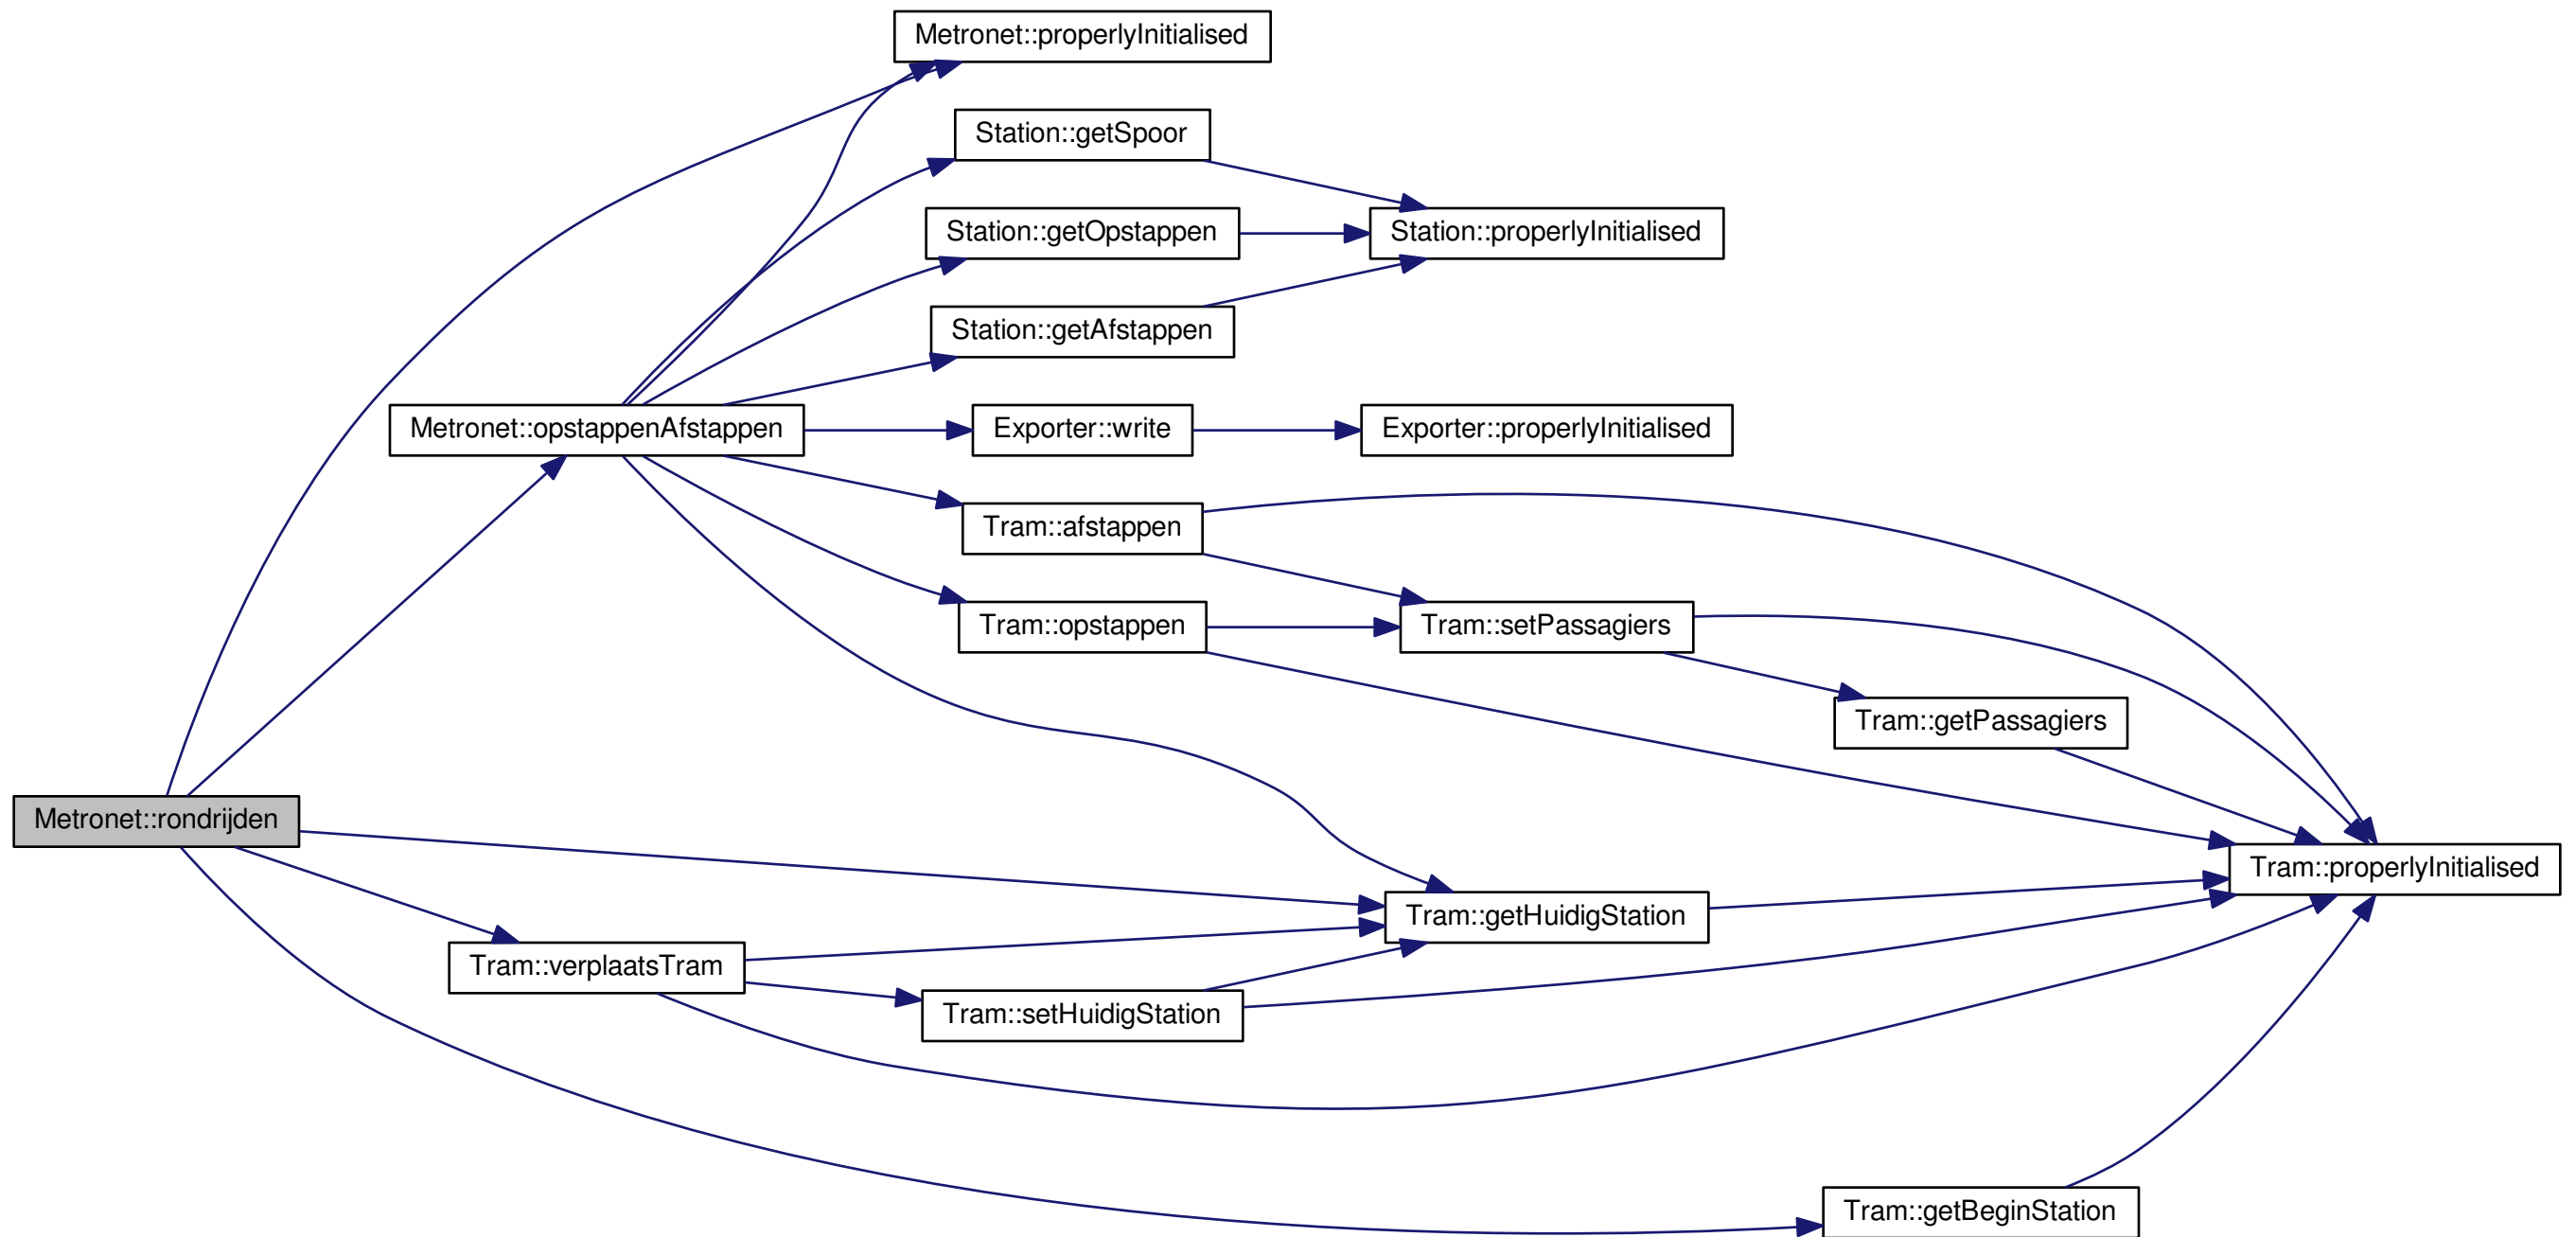 Metronet::properlyInitialised
Station::getSpoor
Station::getOpstappen
Station::properlyInitialised
Station::getAfstappen
Metronet::opstappenAfstappen
Exporter::write
Exporter::properlyInitialised
Tram::afstappen
Tram::opstappen
Tram::setPassagiers
Tram::getPassagiers
Metronet::rondrijden
Tram::properlyInitialised
Tram::getHuidigStation
Tram::verplaatsTram
Tram::setHuidigStation
Tram::getBeginStation